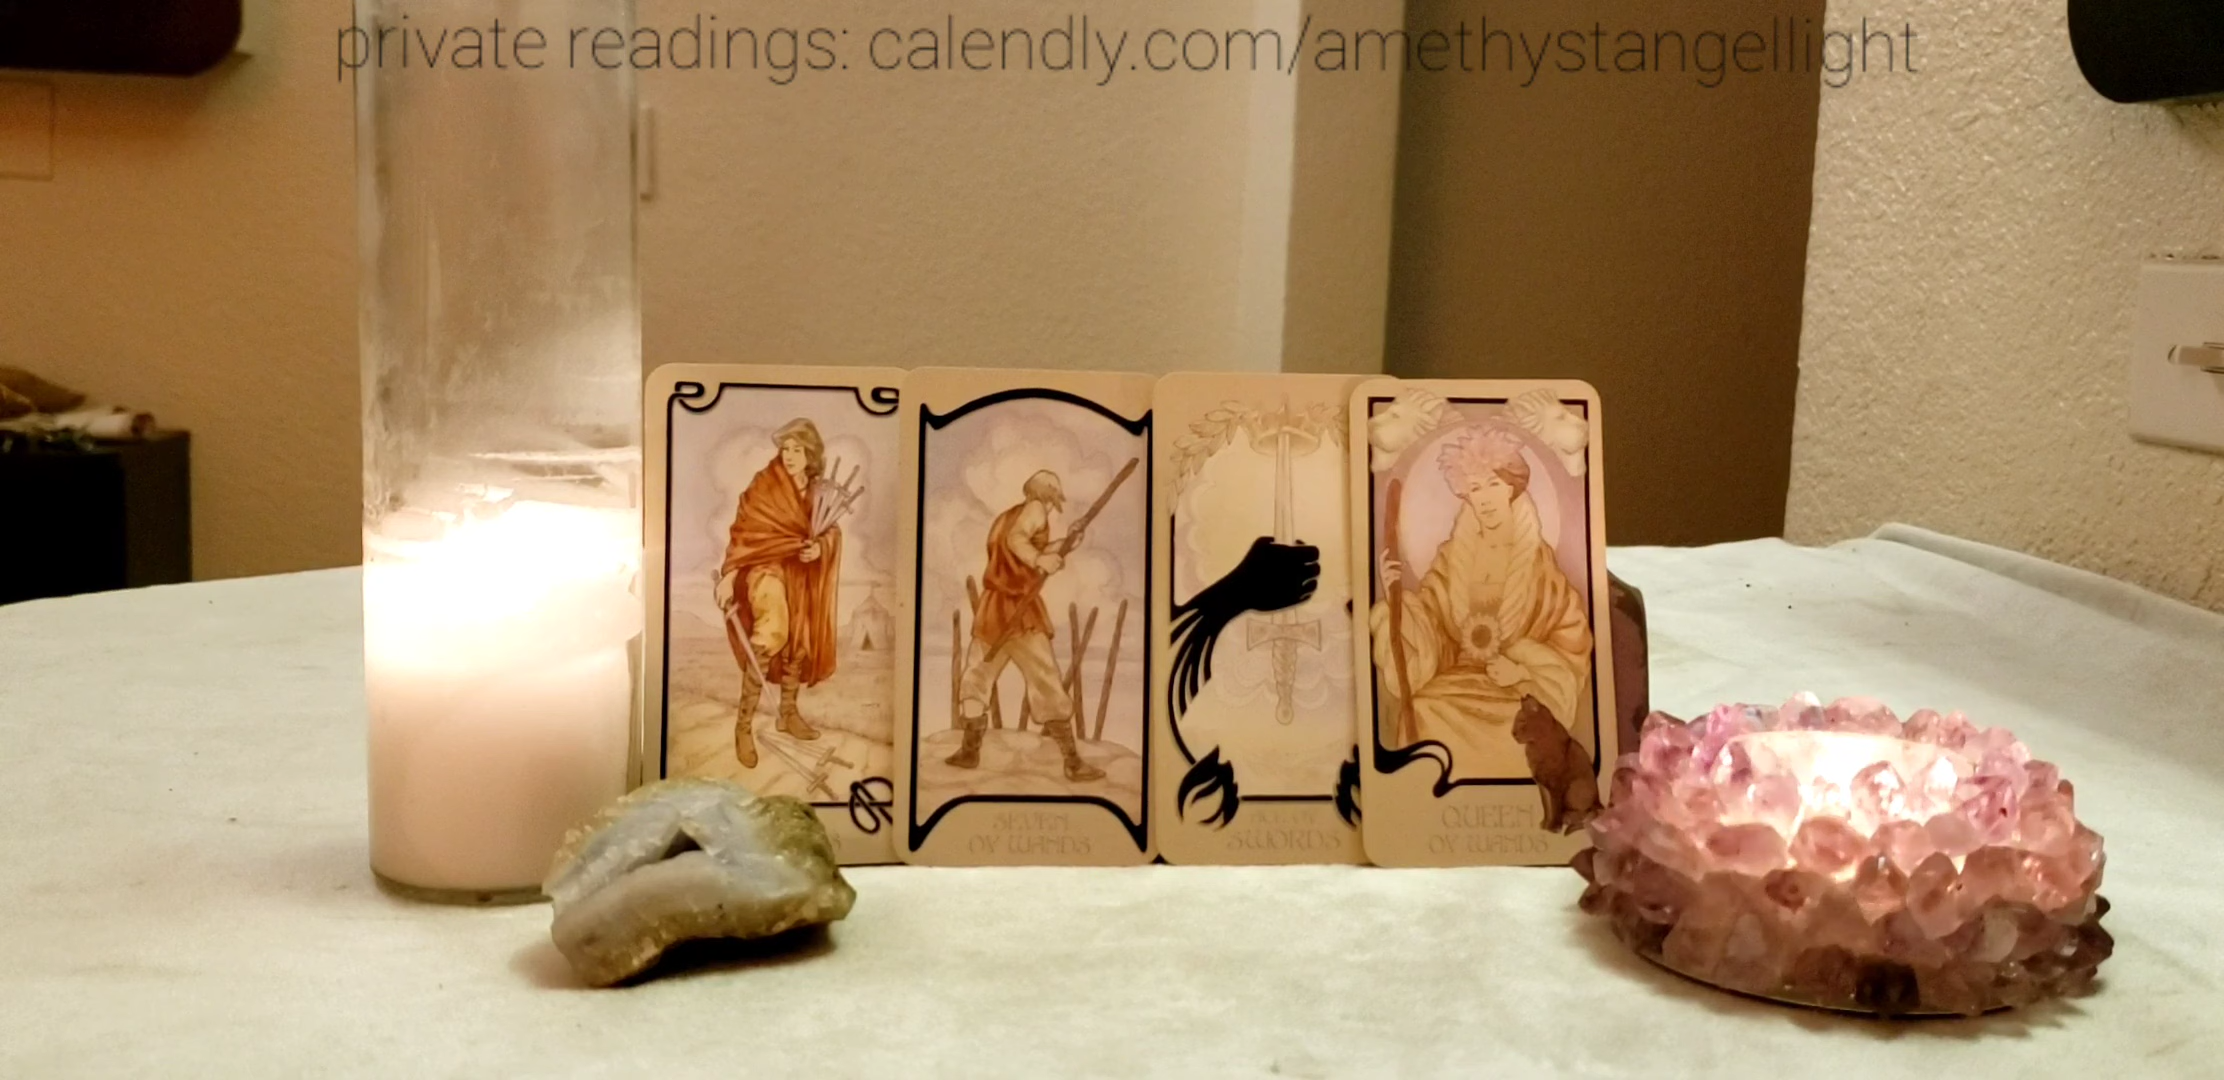 private readings: calendly.com/amethystangellight
SEVEN
OF WANDS
SWORDS
QUEEN
OF WANDS